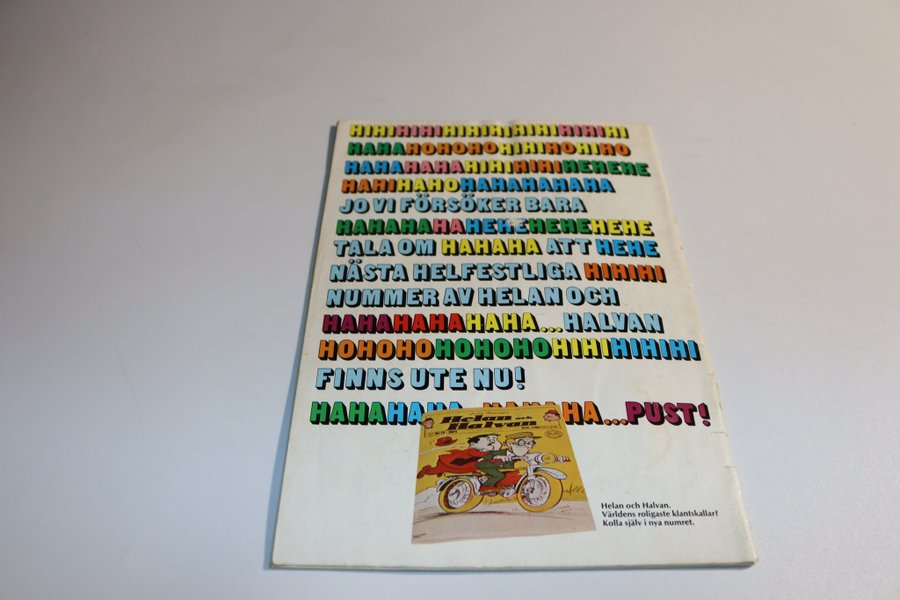 HIHIHIHIHIHIHIHIHIHIHIHI
HAHAHOHOHOHIHIHOHIHO
HAHAHAHAHIHIHIHIHEHEHE
HAHIHAHOHAHAHAHAHA
JO VI FÖRSÖKER BARA
HAHAHAHAHEHEHEHEHEHE
TALA OM HAHAHA ATT HEHE
NÄSTA HELFESTLIGA HIHIHI
NUMMER AV HELAN OCH
HAHAHAHAHAHA...HALVAN
HOHOHOHOHOHOHIHIHIHIHI
FINNS UTE NU!
HAHAHAHA HAHAHA...PUST!
Helan och
Halvan
Helan och Halvan.
Världens roligaste klantskallar?
Kolla själv i nya numret.